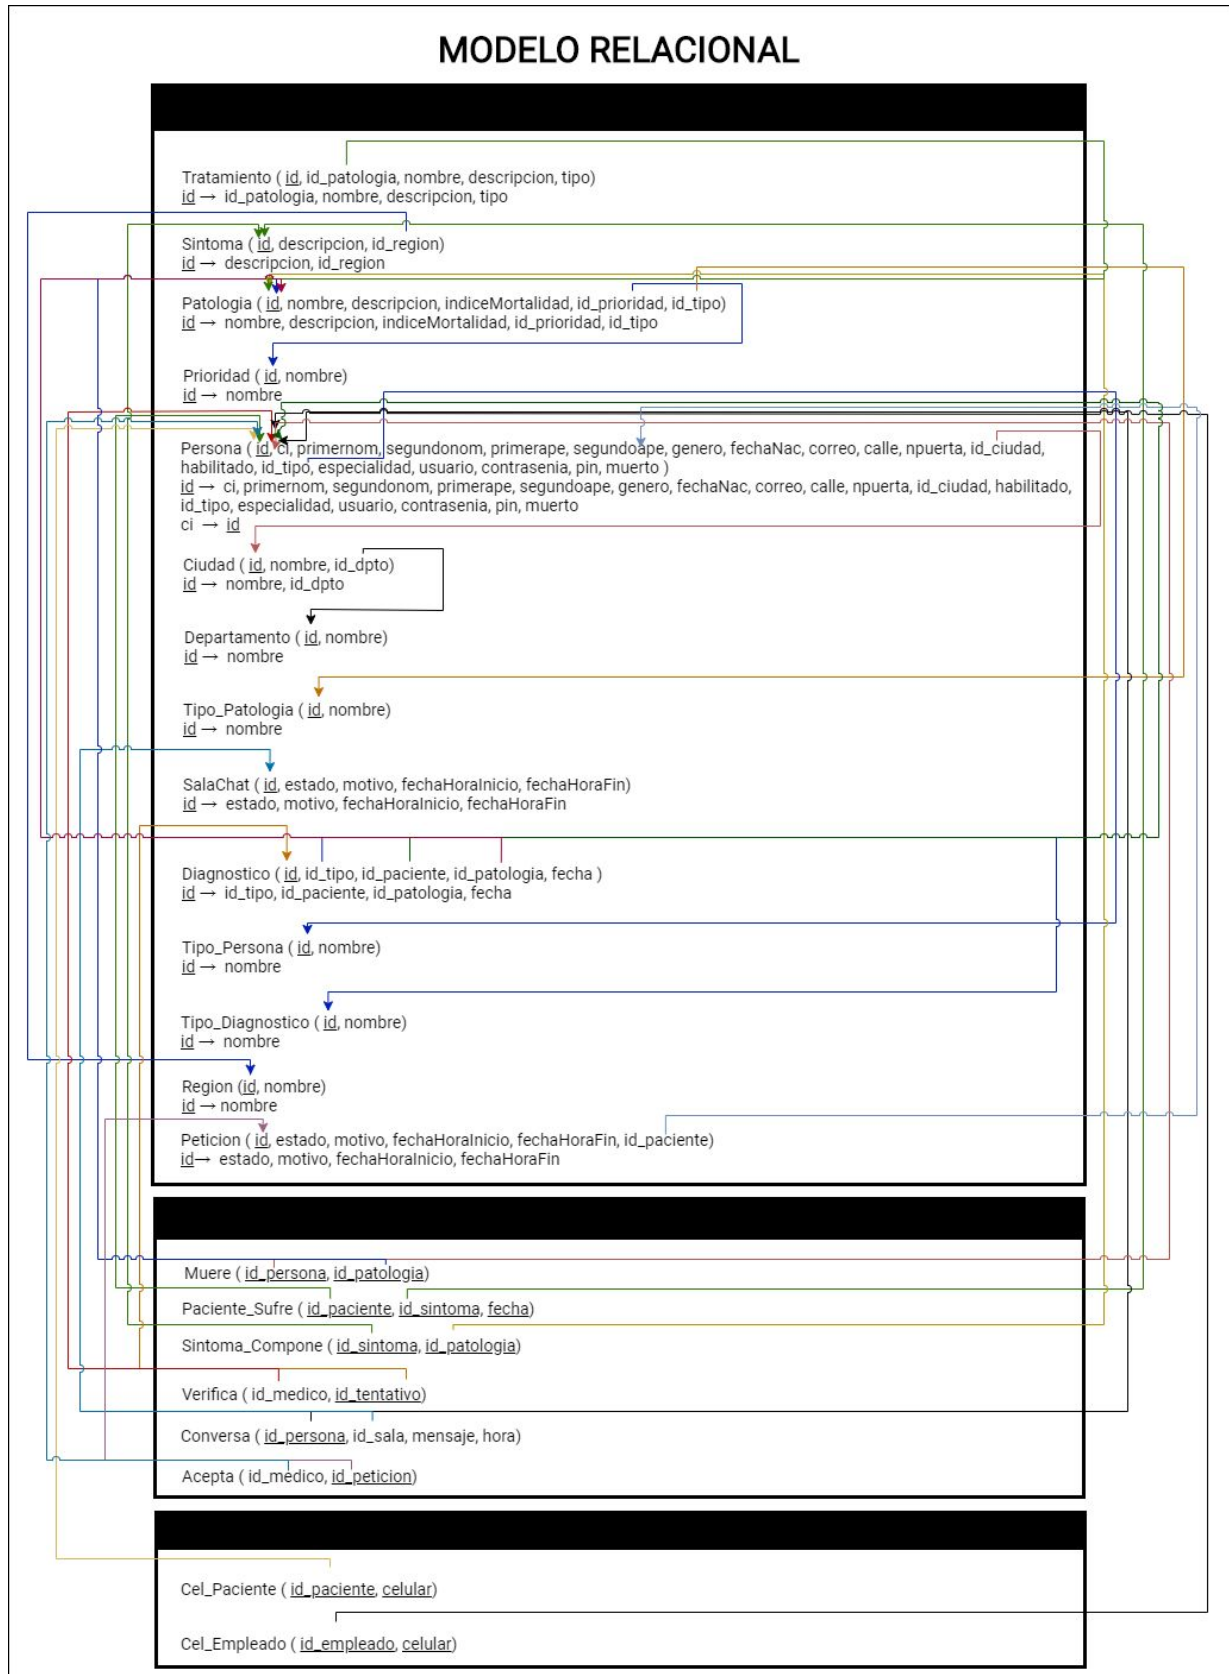 MODELO RELACIONAL
Tratamiento ( id, id_patologia, nombre, descripcion, tipo)
id → id_patologia, nombre, descripcion, tipo
Sintoma ( id, descripcion, id_region)
id → descripcion, id_region
Patologia ( id, nombre, descripcion, indiceMortalidad, id_prioridad, id_tipo)
id → nombre, descripcion, indiceMortalidad, id_prioridad, id_tipo
Prioridad ( id, nombre)
id → nombre
Persona ( id, ci, primernom, segundonom, primerape, segundoape, genero, fechaNac, correo, calle, npuerta, id_ciudad,
habilitado, id_tipo, especialidad, usuario, contrasenia, pin, muerto )
id → ci, primernom, segundonom, primerape, segundoape, genero, fechaNac, correo, calle, npuerta, id_ciudad, habilitado,
id_tipo, especialidad, usuario, contrasenia, pin, muerto
ci → id
Ciudad ( id, nombre, id_dpto)
id → nombre, id_dpto
Departamento ( id, nombre)
id → nombre
Tipo_Patologia ( id, nombre)
id → nombre
SalaChat ( id, estado, motivo, fechaHoraInicio, fechaHoraFin)
id → estado, motivo, fechaHoraInicio, fechaHoraFin
Diagnostico ( id, id_tipo, id_paciente, id_patologia, fecha )
id → id_tipo, id_paciente, id_patologia, fecha
Tipo_Persona ( id, nombre)
id → nombre
Tipo_Diagnostico ( id, nombre)
id → nombre
Region (id, nombre)
id → nombre
Peticion ( id, estado, motivo, fechaHoraInicio, fechaHoraFin, id_paciente)
id→ estado, motivo, fechaHoraInicio, fechaHoraFin
Muere ( id_persona, id_patologia)
Paciente_Sufre ( id_paciente, id_sintoma, fecha)
Sintoma_Compone ( id_sintoma, id_patologia)
Verifica ( id_medico, id_tentativo)
Conversa ( id_persona, id_sala, mensaje, hora)
Acepta ( id_medico, id_peticion)
Cel_Paciente ( id_paciente, celular)
Cel_Empleado ( id_empleado, celular)